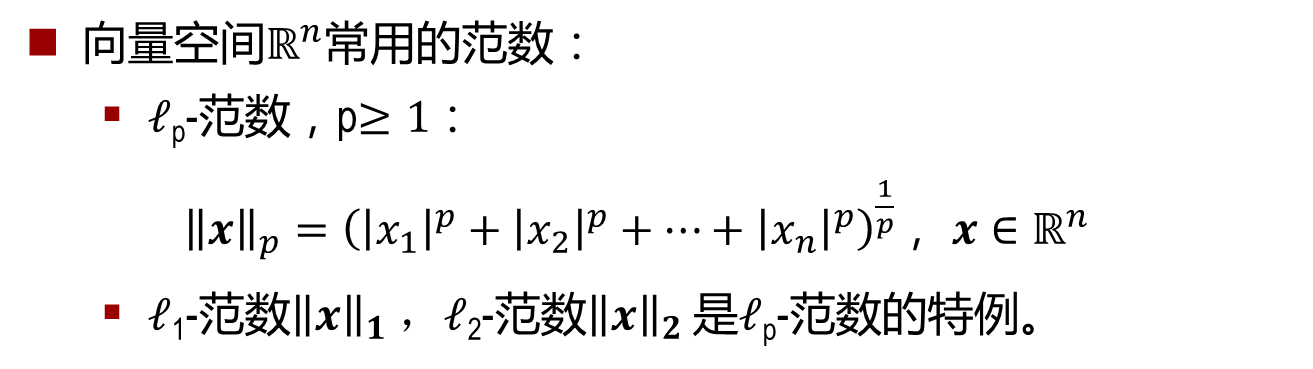 ■ 向量空间ℝⁿ常用的范数：
▪ ℓₚ-范数，p≥ 1：
‖𝒙‖ₚ = (|x₁|ᵖ + |x₂|ᵖ + ⋯ + |xₙ|ᵖ)^(1/p) ，𝒙 ∈ ℝⁿ
▪ ℓ₁-范数‖𝒙‖₁ ，ℓ₂-范数‖𝒙‖₂ 是ℓₚ-范数的特例。